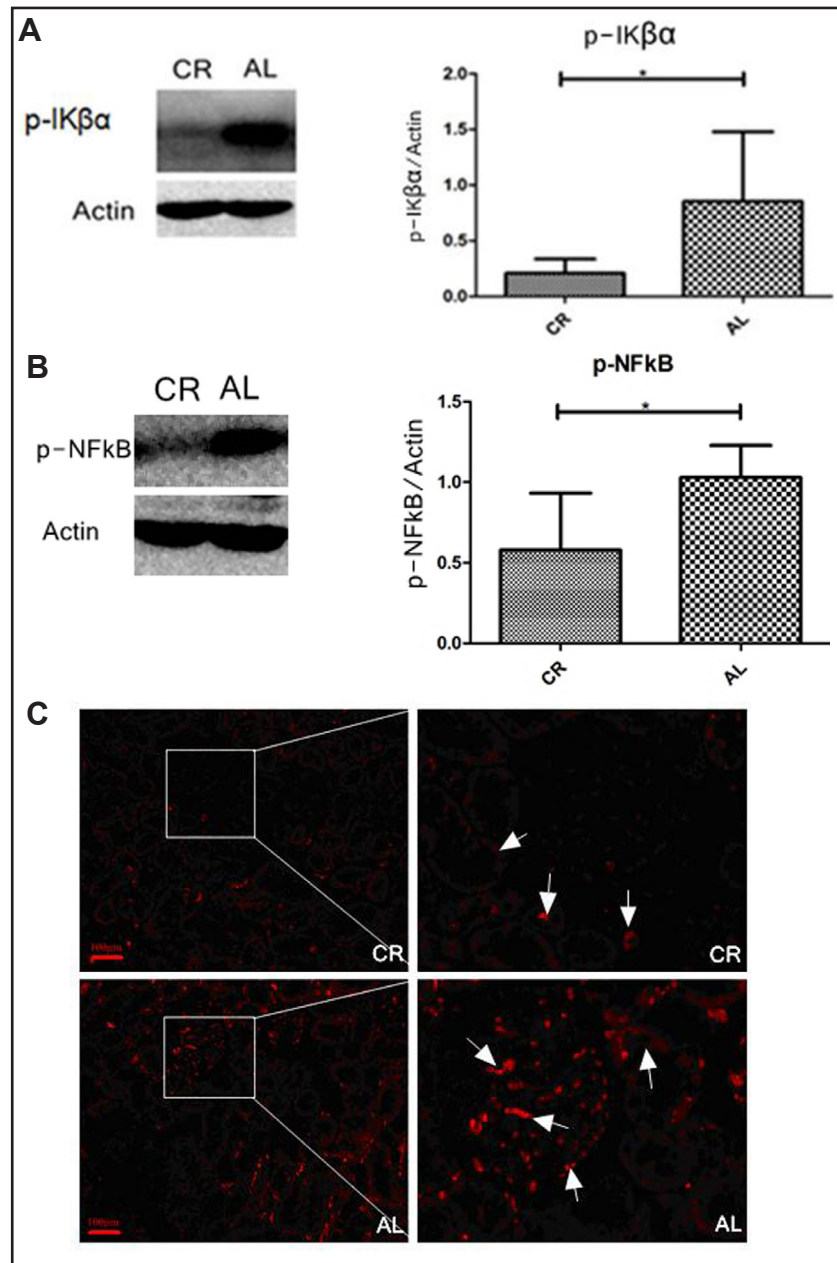 A
CR AL
p-IKβα
Actin
p-IKβα
2.0
*
1.5
1.0
0.5
0.0
p-IKβα/Actin
CR
AL
B
CR AL
p-NFkB
Actin
p-NFkB
1.5
*
1.0
0.5
0.0
p-NFkB/Actin
CR
AL
C
100μm
CR
CR
100μm
AL
AL